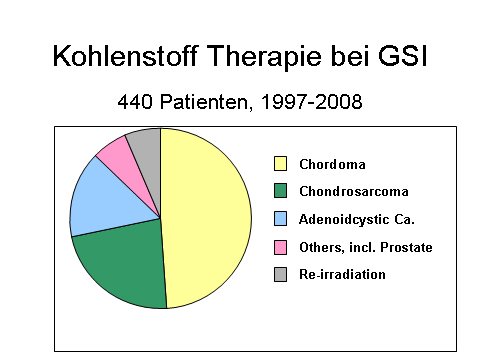 Kohlenstoff Therapie bei GSI
440 Patienten, 1997-2008
Chordoma
Chondrosarcoma
Adenoidcystic Ca.
Others, incl. Prostate
Re-irradiation